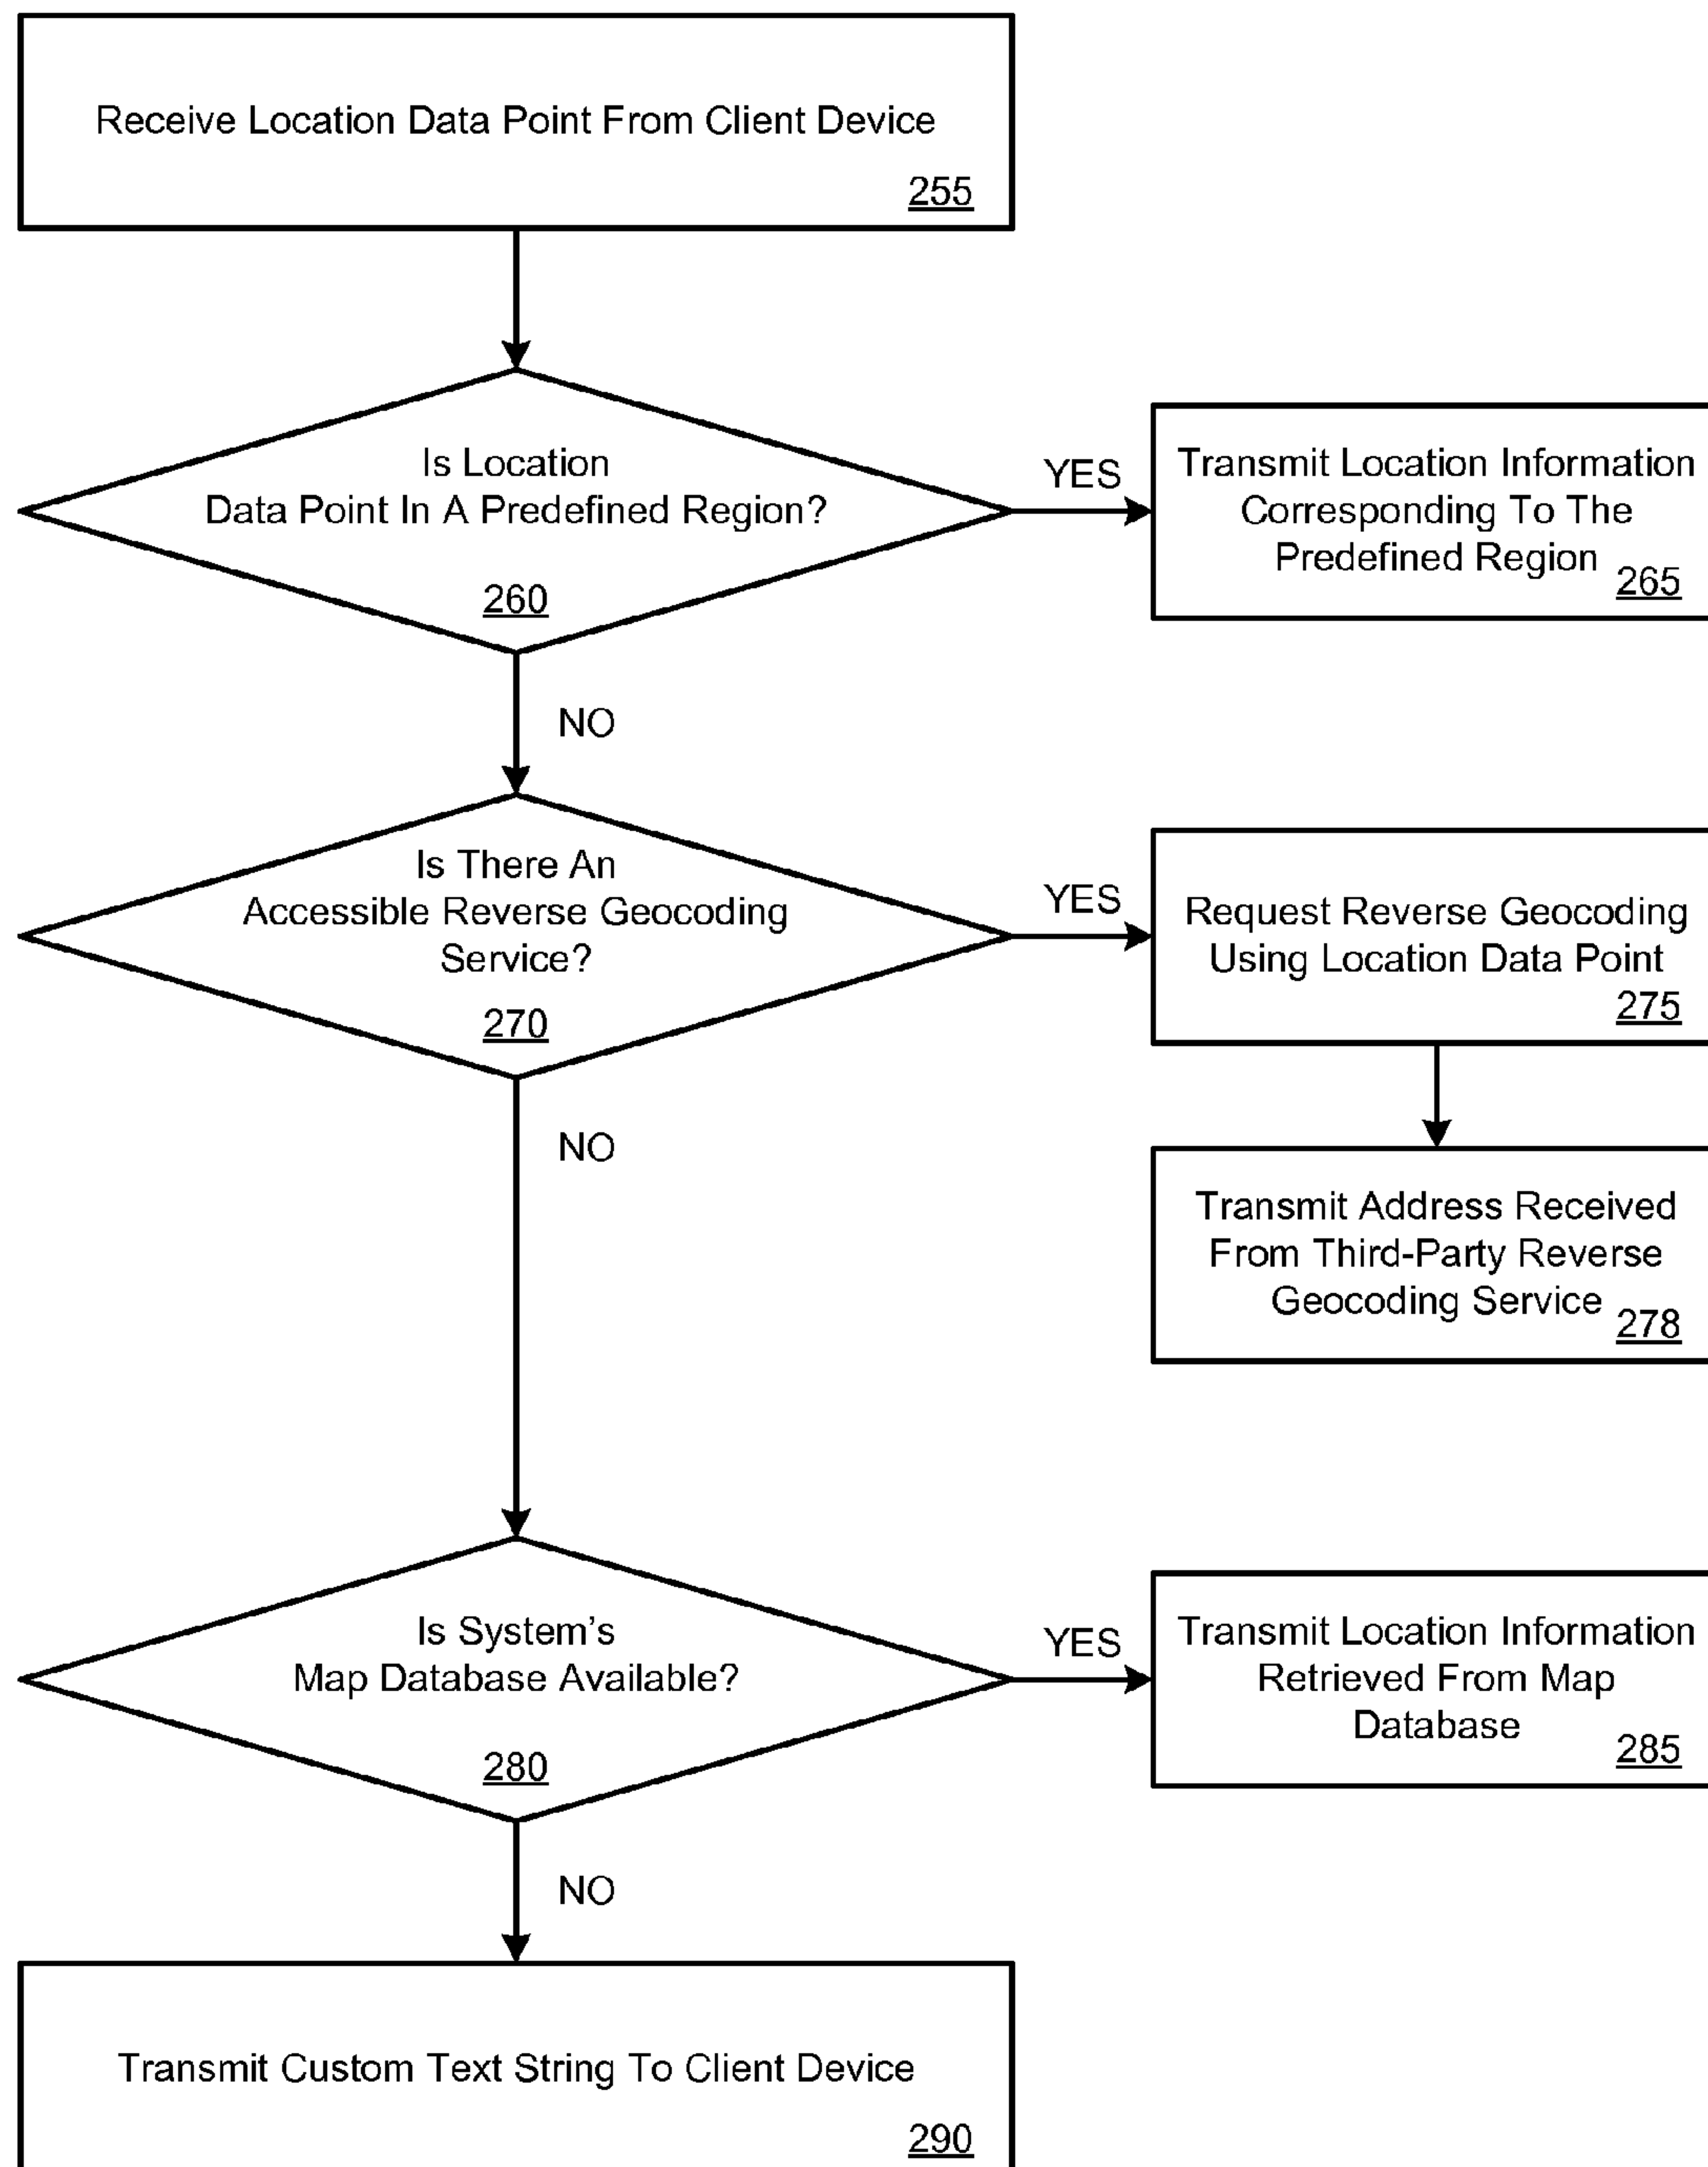 Receive Location Data Point From Client Device
255
Is Location
Data Point In A Predefined Region?
260
YES
Transmit Location Information
Corresponding To The
Predefined Region
265
NO
Is There An
Accessible Reverse Geocoding
Service?
270
YES
Request Reverse Geocoding
Using Location Data Point
275
NO
Transmit Address Received
From Third-Party Reverse
Geocoding Service
278
Is System’s
Map Database Available?
280
YES
Transmit Location Information
Retrieved From Map
Database
285
NO
Transmit Custom Text String To Client Device
290